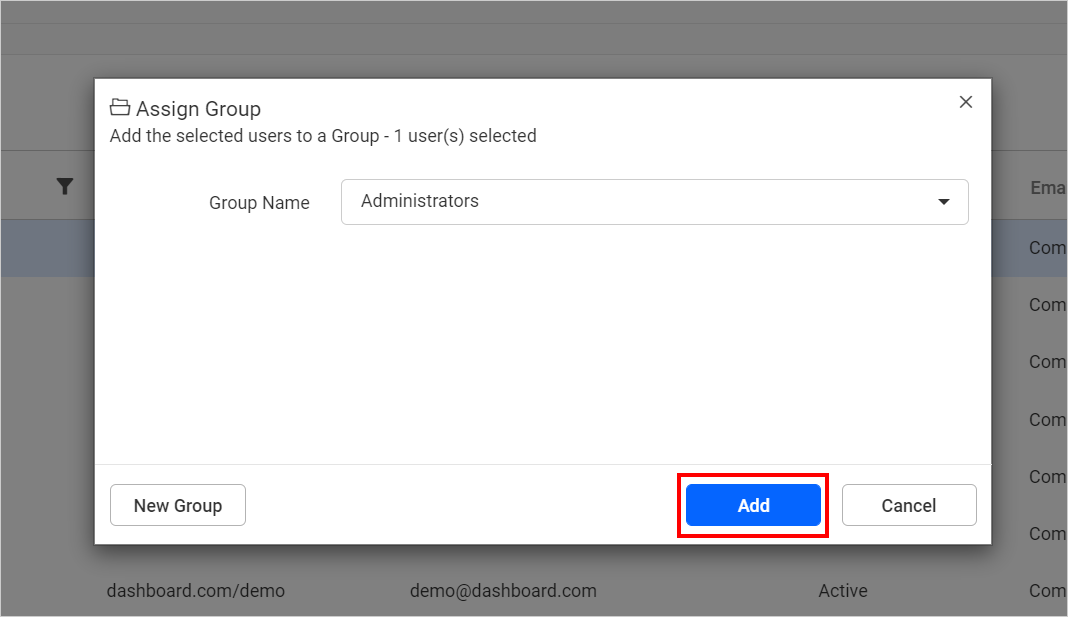 Assign Group
Add the selected users to a Group - 1 user(s) selected
Group Name
Administrators
Ema
Com
Com
Com
Com
Com
Com
New Group
Add
Cancel
dashboard.com/demo demo@dashboard.com Active Com